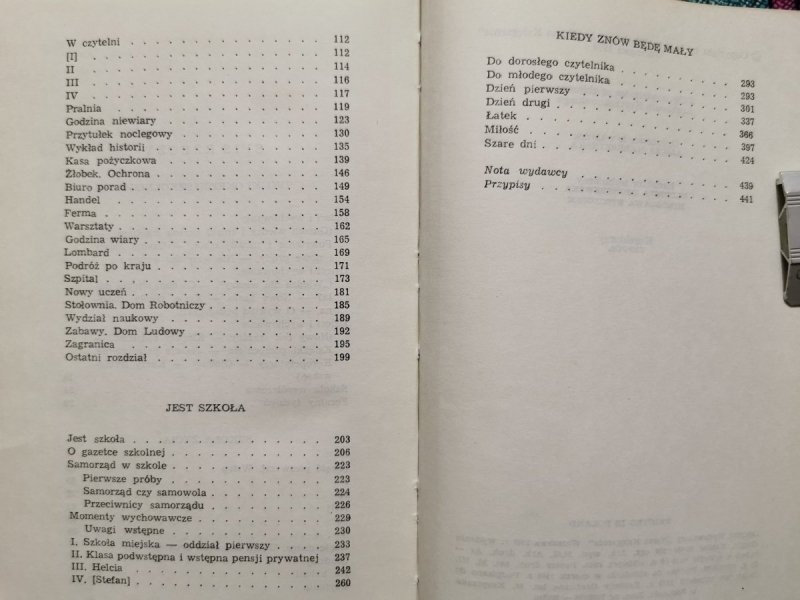 W czytelni . . . . . . . . . . . . . 112
[I] . . . . . . . . . . . . . 112
II . . . . . . . . . . . . . 114
III . . . . . . . . . . . . . 116
IV . . . . . . . . . . . . . 117
Pralnia . . . . . . . . . . . . . 119
Godzina niewiary . . . . . . . . . . . 123
Przytułek noclegowy . . . . . . . . . . 130
Wykład historii . . . . . . . . . . . 135
Kasa pożyczkowa . . . . . . . . . . . 139
Żłobek. Ochrona . . . . . . . . . . . 146
Biuro porad . . . . . . . . . . . . 149
Handel . . . . . . . . . . . . . 154
Ferma . . . . . . . . . . . . . 158
Warsztaty . . . . . . . . . . . . 162
Godzina wiary . . . . . . . . . . . 165
Lombard . . . . . . . . . . . . . 169
Podróż po kraju . . . . . . . . . . . 171
Szpital . . . . . . . . . . . . . 173
Nowy uczeń . . . . . . . . . . . . 181
Stołownia. Dom Robotniczy . . . . . . . . 185
Wydział naukowy . . . . . . . . . . . 189
Zabawy. Dom Ludowy . . . . . . . . . 192
Zagranica . . . . . . . . . . . . 195
Ostatni rozdział . . . . . . . . . . . 199
JEST SZKOŁA
Jest szkoła . . . . . . . . . . . . 203
O gazetce szkolnej . . . . . . . . . . 206
Samorząd w szkole . . . . . . . . . . 223
Pierwsze próby . . . . . . . . . . 223
Samorząd czy samowola . . . . . . . . 224
Przeciwnicy samorządu . . . . . . . . 226
Momenty wychowawcze . . . . . . . . . 229
Uwagi wstępne . . . . . . . . . . 230
I. Szkoła miejska — oddział pierwszy . . . . . 233
II. Klasa podwstępna i wstępna pensji prywatnej 237
III. Helcia . . . . . . . . . . . . 242
IV. [Stefan] . . . . . . . . . . . . 260
KIEDY ZNÓW BĘDĘ MAŁY
Do dorosłego czytelnika . . . . . . . . 293
Do młodego czytelnika . . . . . . . . 293
Dzień pierwszy . . . . . . . . . . 301
Dzień drugi . . . . . . . . . . . 337
Łatek . . . . . . . . . . . . . 366
Miłość . . . . . . . . . . . . 397
Szare dni . . . . . . . . . . . 424
Nota wydawcy . . . . . . . . . . 439
Przypisy . . . . . . . . . . . . 441